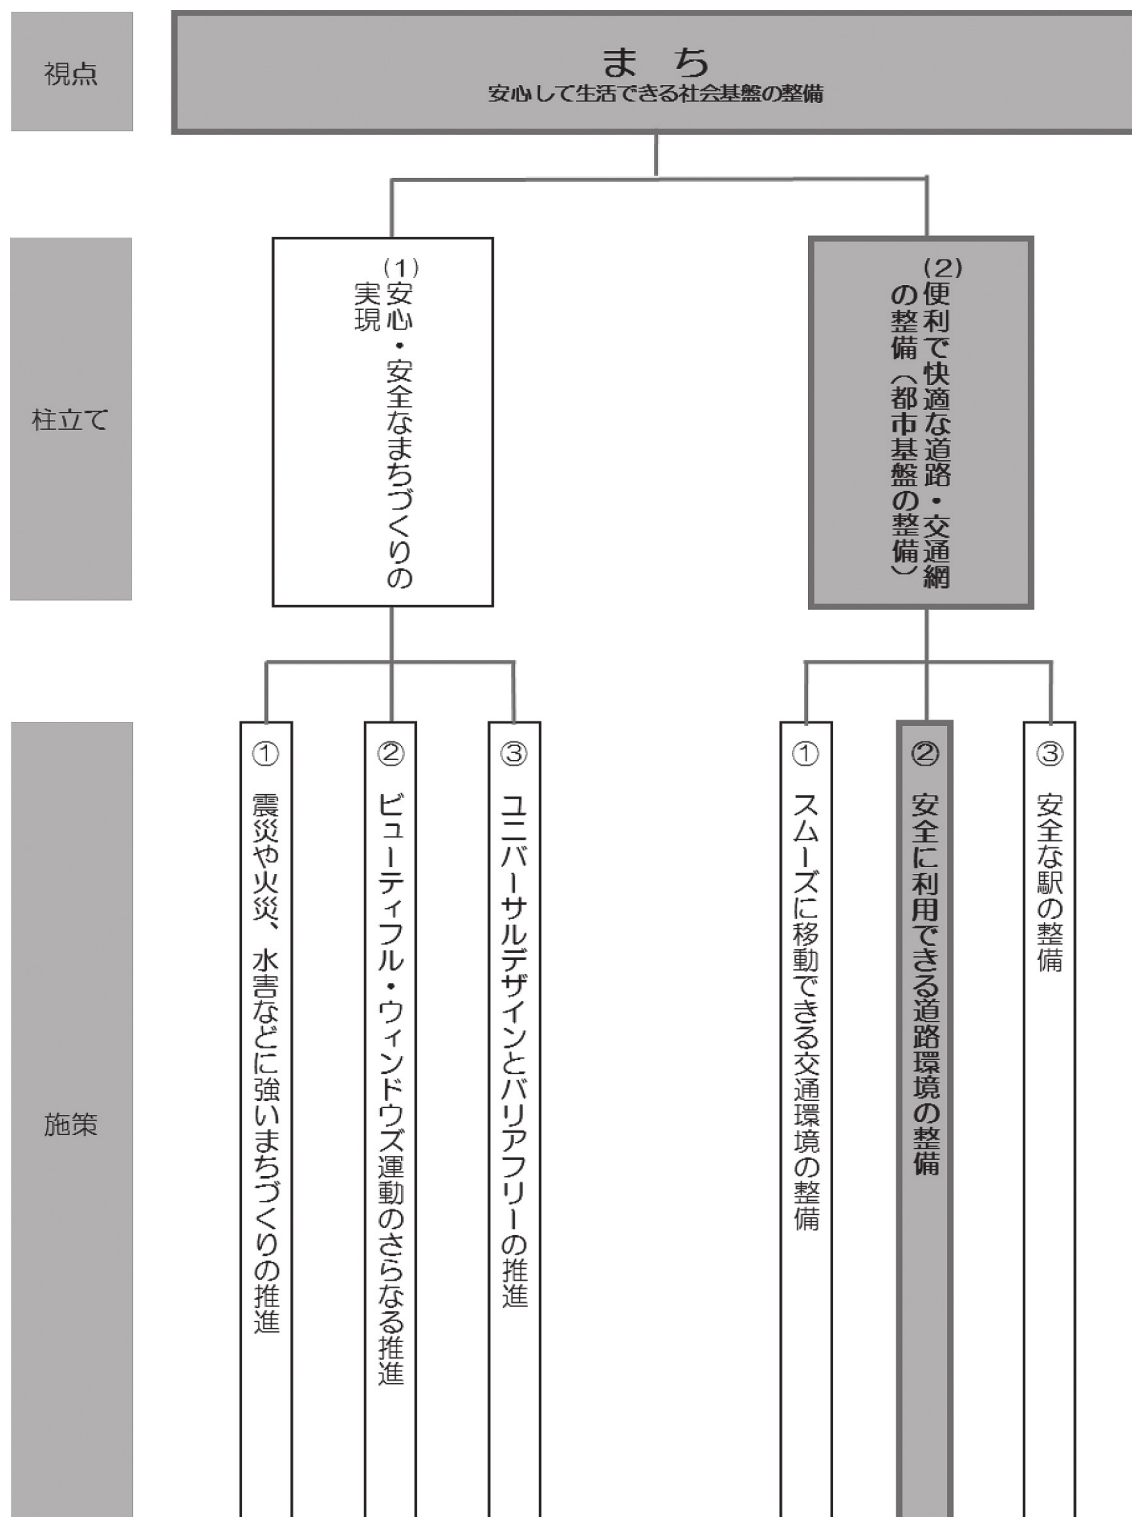 視点
まち
安心して生活できる社会基盤の整備
柱立て
(1)安心・安全なまちづくりの
実現
(2)便利で快適な道路・交通網
の整備（都市基盤の整備）
施策
① 震災や火災、水害などに強いまちづくりの推進
② ビューティフル・ウィンドウズ運動のさらなる推進
③ ユニバーサルデザインとバリアフリーの推進
① スムーズに移動できる交通環境の整備
② 安全に利用できる道路環境の整備
③ 安全な駅の整備